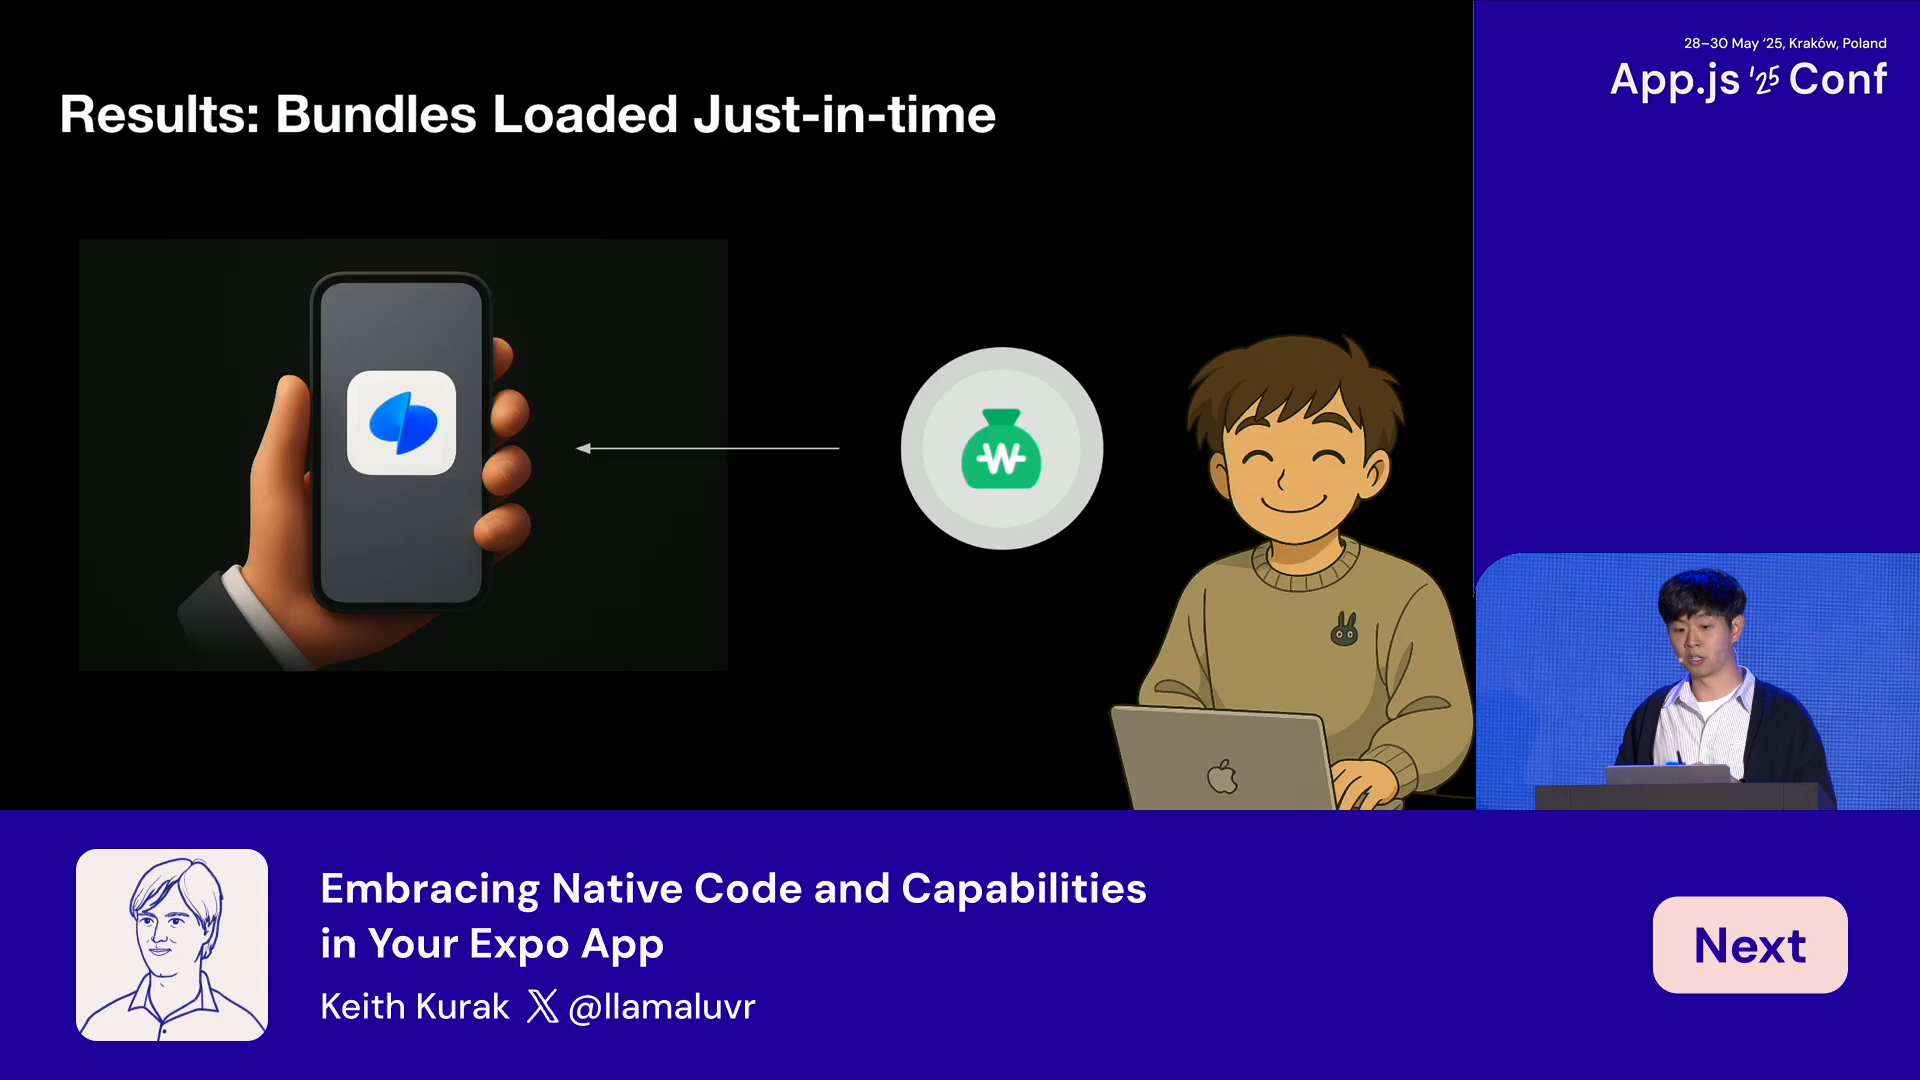 28–30 May ‘25, Kraków, Poland
App.js ‘25 Conf
Results: Bundles Loaded Just-in-time
₩
Embracing Native Code and Capabilities
in Your Expo App
Keith Kurak 𝕏 @llamaluvr
Next